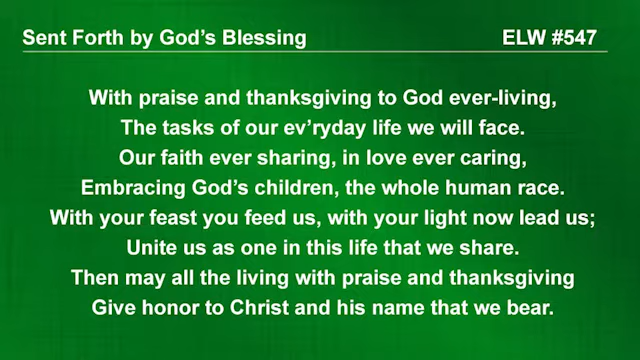 Sent Forth by God’s Blessing ELW #547
With praise and thanksgiving to God ever-living,
The tasks of our ev’ryday life we will face.
Our faith ever sharing, in love ever caring,
Embracing God’s children, the whole human race.
With your feast you feed us, with your light now lead us;
Unite us as one in this life that we share.
Then may all the living with praise and thanksgiving
Give honor to Christ and his name that we bear.